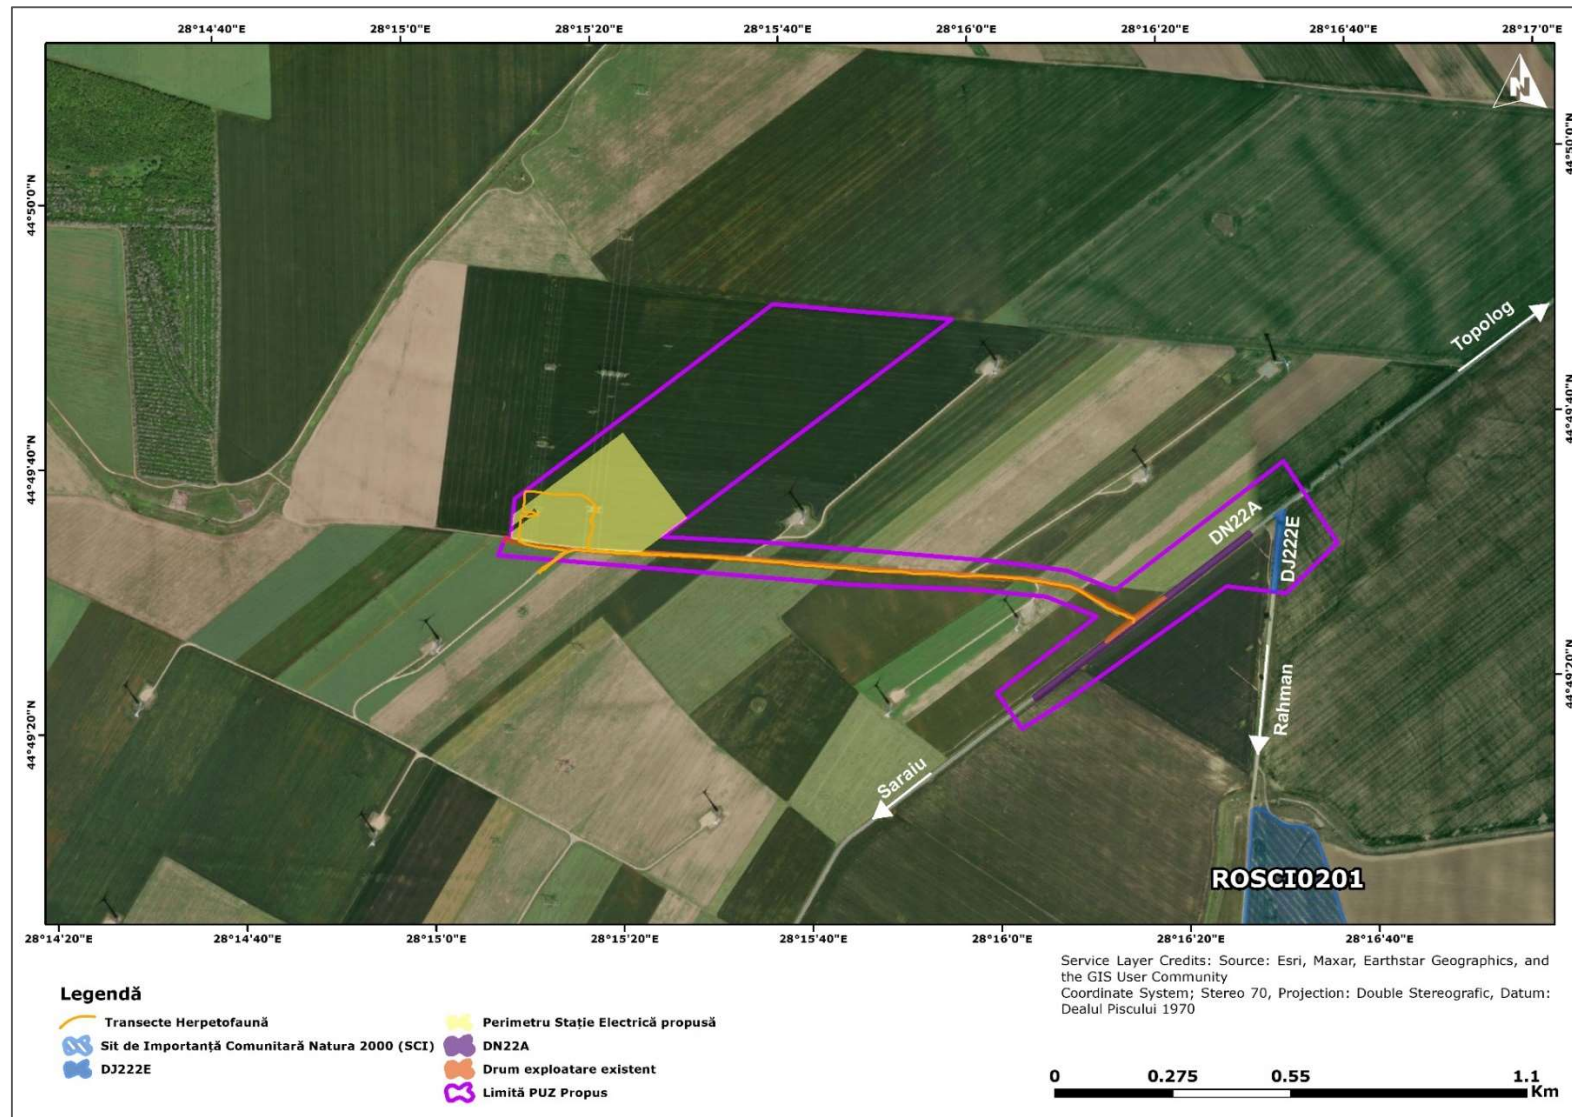 28°14'40"E 28°15'0"E 28°15'20"E 28°15'40"E 28°16'0"E 28°16'20"E 28°16'40"E 28°17'0"E
N
44°50'0"N
44°50'0"N
Topolog
44°49'40"N
44°49'40"N
DN22A
DJ222E
44°49'20"N
Rahman
44°49'20"N
Saraiu
ROSCI0201
28°14'20"E 28°14'40"E 28°15'0"E 28°15'20"E 28°15'40"E 28°16'0"E 28°16'20"E 28°16'40"E
Service Layer Credits: Source: Esri, Maxar, Earthstar Geographics, and
the GIS User Community
Coordinate System; Stereo 70, Projection: Double Stereografic, Datum:
Dealul Piscului 1970
Legendă
Transecte Herpetofaună
Sit de Importanță Comunitară Natura 2000 (SCI)
DJ222E
Perimetru Stație Electrică propusă
DN22A
Drum exploatare existent
Limită PUZ Propus
0 0.275 0.55 1.1
Km